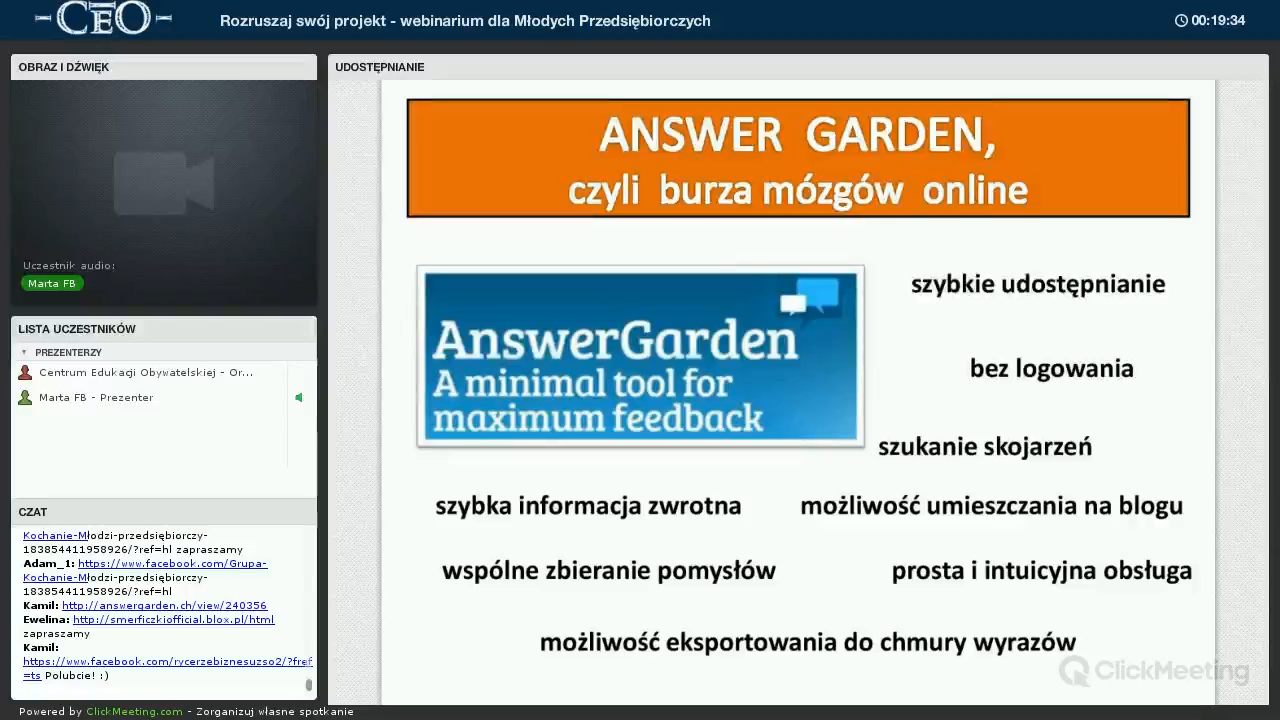 CEO
Rozruszaj swój projekt - webinarium dla Młodych Przedsiębiorczych
00:19:34
OBRAZ I DŹWIĘK
Uczestnik audio:
Marta FB
LISTA UCZESTNIKÓW
PREZENTERZY
Centrum Edukacji Obywatelskiej - Or...
Marta FB - Prezenter
CZAT
Kochanie-Młodzi-przedsiębiorczy-
183854411958926/?ref=hl zapraszamy
Adam_1: https://www.facebook.com/Grupa-
Kochanie-Młodzi-przedsiębiorczy-
183854411958926/?ref=hl
Kamil: http://answergarden.ch/view/240356
Ewelina: http://smerficzkiofficial.blox.pl/html
zapraszamy
Kamil:
https://www.facebook.com/rycerzebiznesuzso2/?fref
=ts Polubcie! :)
UDOSTĘPNIANIE
ANSWER GARDEN,
czyli burza mózgów online
AnswerGarden
A minimal tool for
maximum feedback
szybkie udostępnianie
bez logowania
szukanie skojarzeń
szybka informacja zwrotna
możliwość umieszczania na blogu
wspólne zbieranie pomysłów
prosta i intuicyjna obsługa
możliwość eksportowania do chmury wyrazów
ClickMeeting
Powered by ClickMeeting.com - Zorganizuj własne spotkanie